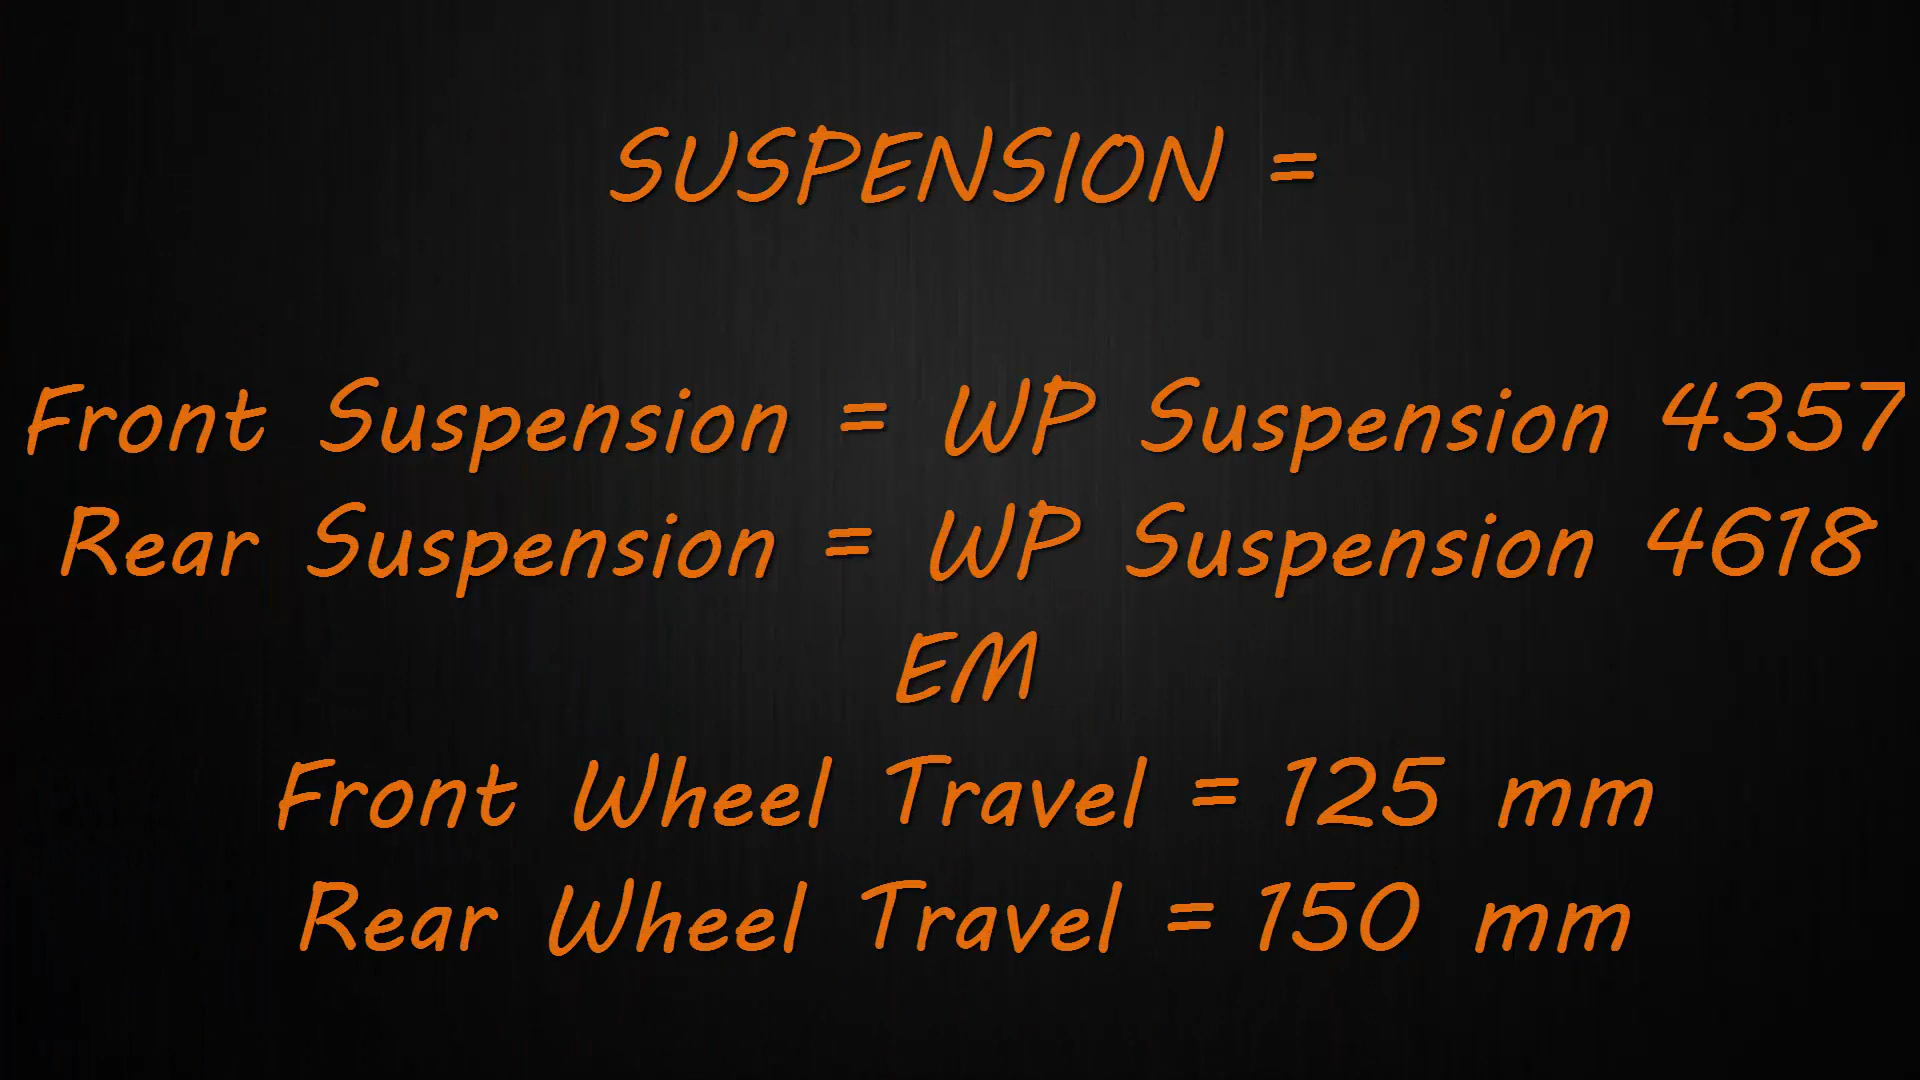 SUSPENSION =
Front Suspension = WP Suspension 4357
Rear Suspension = WP Suspension 4618
EM
Front Wheel Travel = 125 mm
Rear Wheel Travel = 150 mm